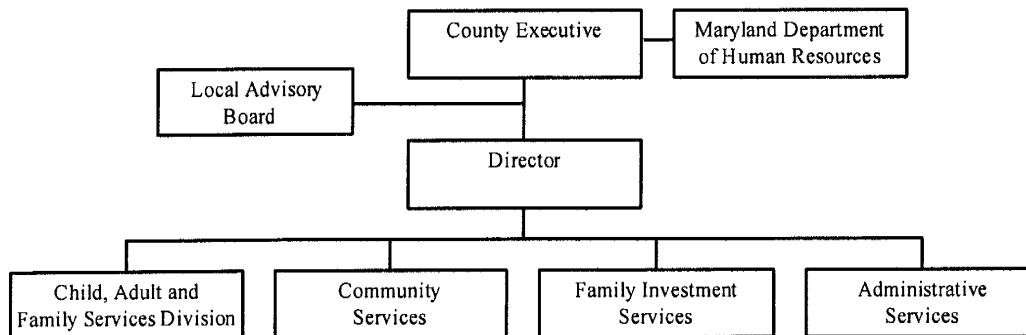 County Executive
Maryland Department
of Human Resources
Local Advisory
Board
Director
Child, Adult and
Family Services Division
Community
Services
Family Investment
Services
Administrative
Services